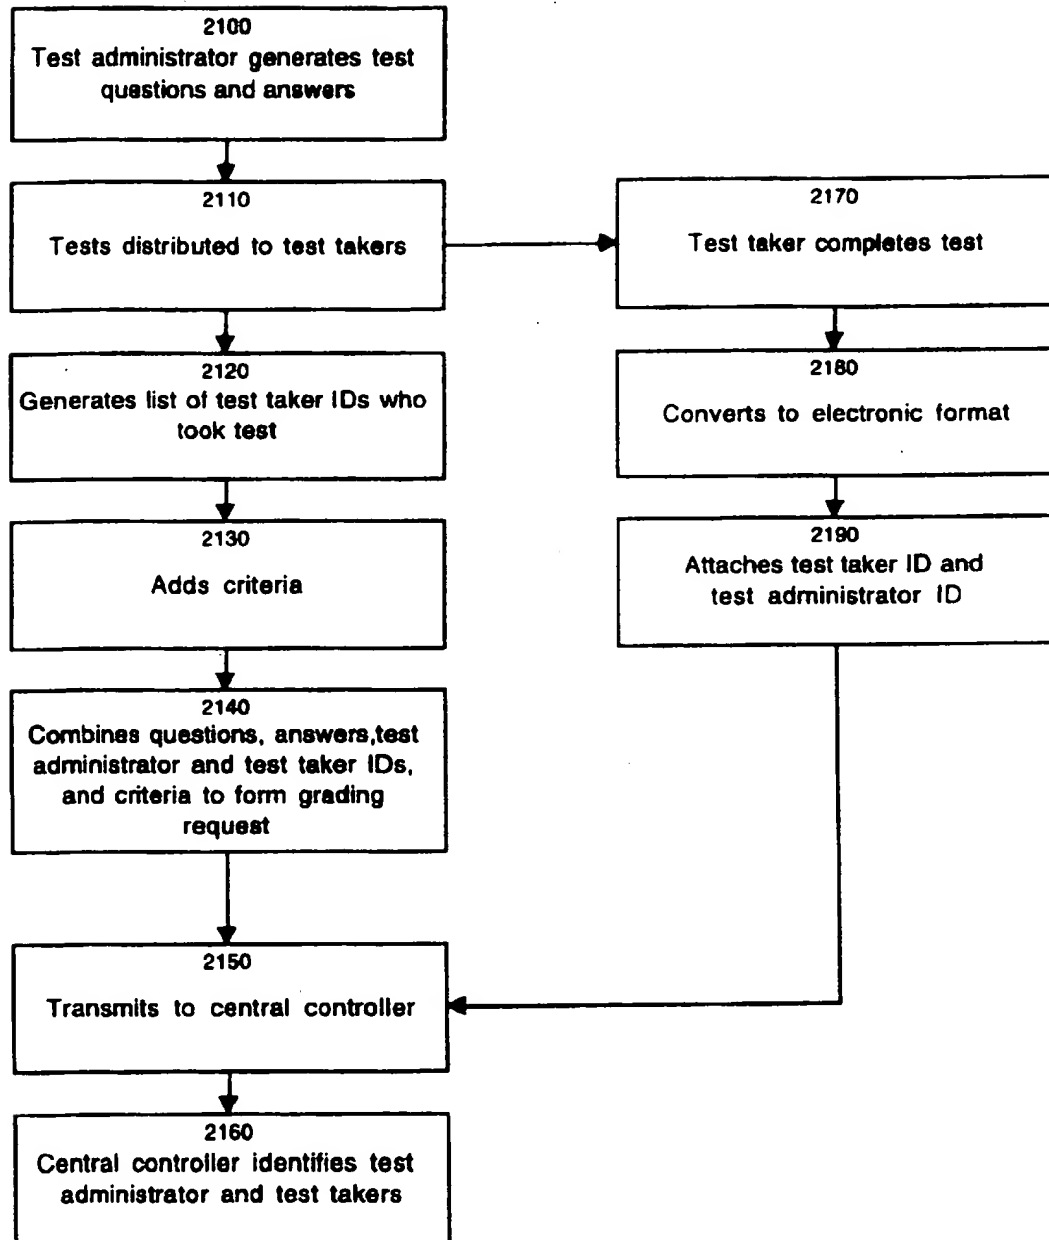 2100
Test administrator generates test
questions and answers
2110
Tests distributed to test takers
2120
Generates list of test taker IDs who
took test
2130
Adds criteria
2140
Combines questions, answers,test
administrator and test taker IDs,
and criteria to form grading
request
2150
Transmits to central controller
2160
Central controller identifies test
administrator and test takers
2170
Test taker completes test
2180
Converts to electronic format
2190
Attaches test taker ID and
test administrator ID